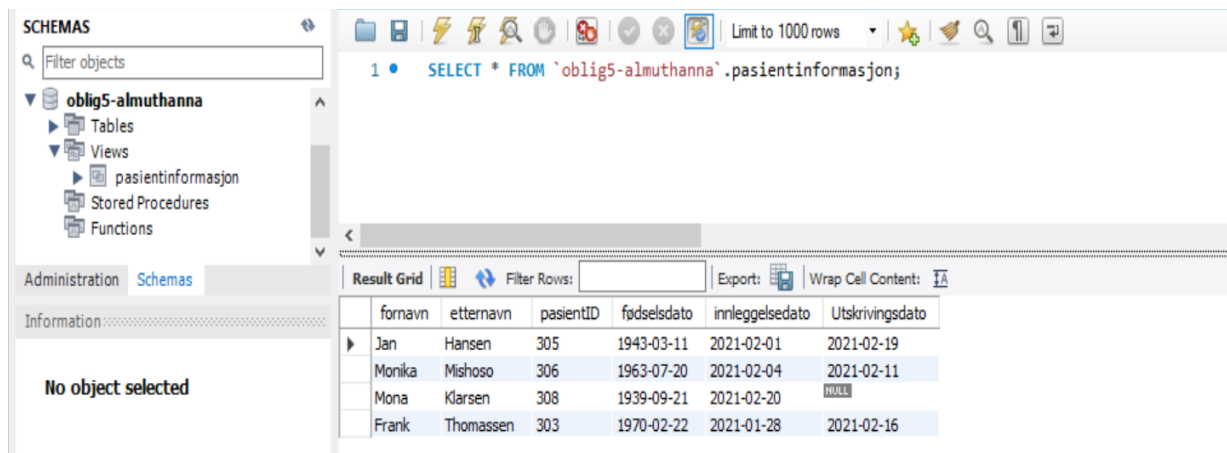 SCHEMAS
Filter objects
oblig5-almuthanna
Tables
Views
pasientinformasjon
Stored Procedures
Functions
Administration Schemas
Information
No object selected
Limit to 1000 rows
1 SELECT * FROM `oblig5-almuthanna`.pasientinformasjon;
Result Grid Filter Rows: Export: Wrap Cell Content:
fornavn etternavn pasientID fødselsdato innleggelsedato Utskrivingsdato
Jan Hansen 305 1943-03-11 2021-02-01 2021-02-19
Monika Mishoso 306 1963-07-20 2021-02-04 2021-02-11
Mona Klarsen 308 1939-09-21 2021-02-20 NULL
Frank Thomassen 303 1970-02-22 2021-01-28 2021-02-16